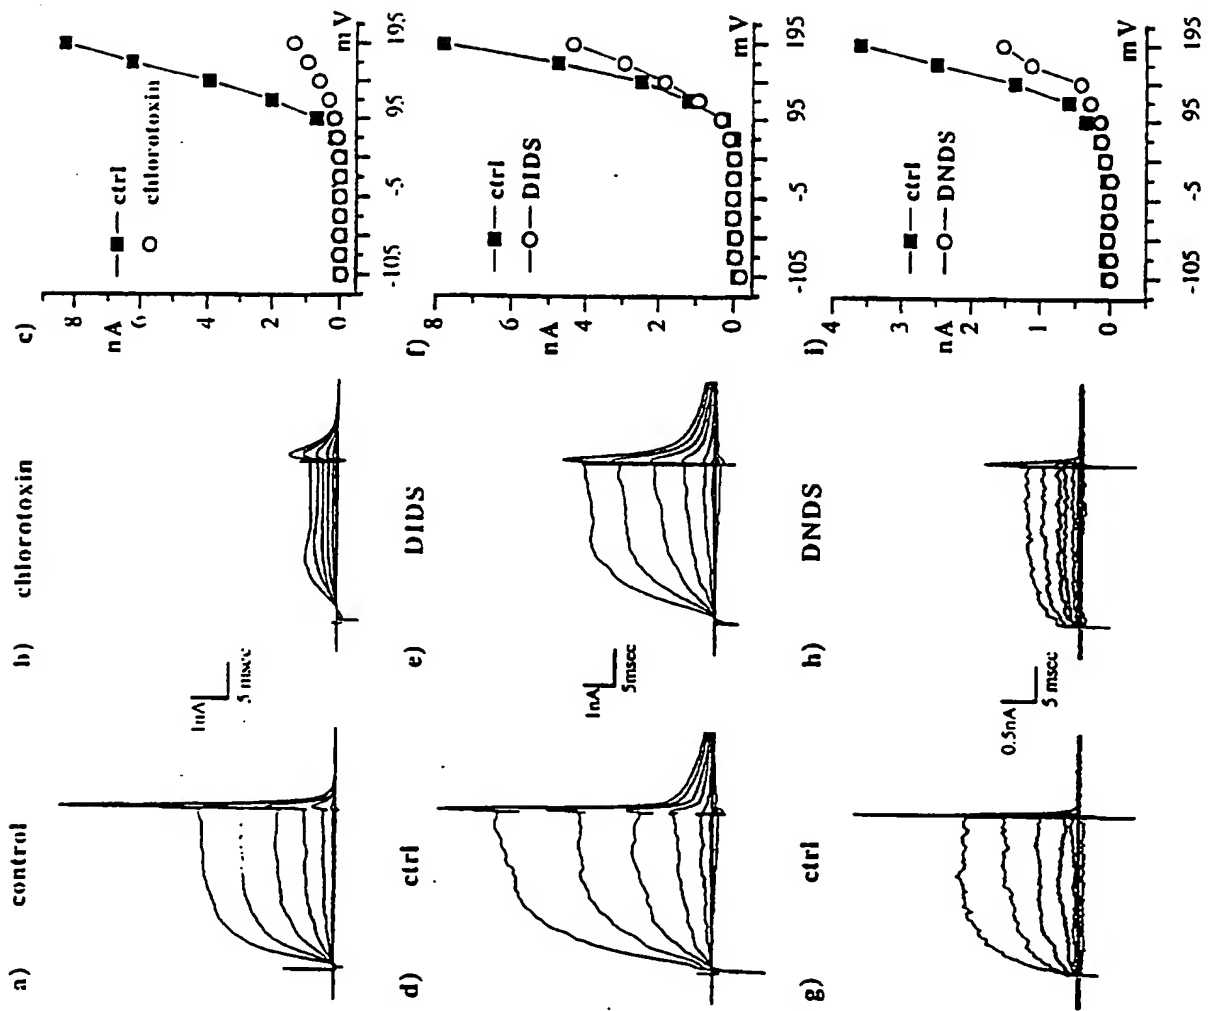 a) control
1nA
5 msec
b) chlorotoxin
c)
8
nA
6
4
2
0
ctrl
chlorotoxin
-105
-5
95
195
mV
d) ctrl
1nA
5msec
e) DIDS
f)
8
6
nA
4
2
0
ctrl
DIDS
-105
-5
95
195
mV
g) ctrl
0.5nA
5 msec
h) DNDS
i)
4
3
nA
2
1
0
ctrl
DNDS
-105
-5
95
195
mV